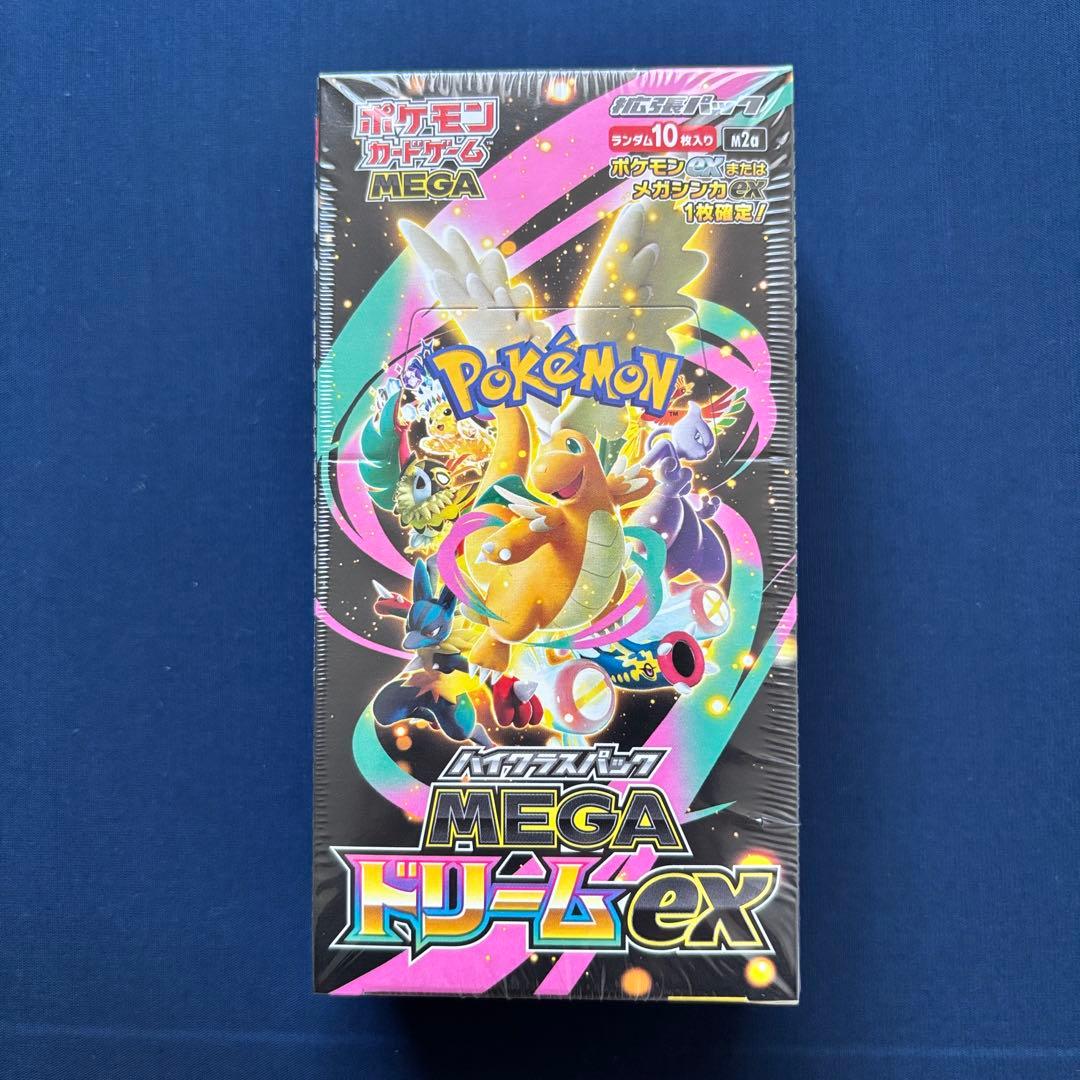 ポケモン
カードゲーム™
MEGA
拡張パック
ランダム10枚入り M2a
ポケモンexまたは
メガシンカex
1枚確定!
POKéMON™
ハイクラスパック
MEGA
ドリームex